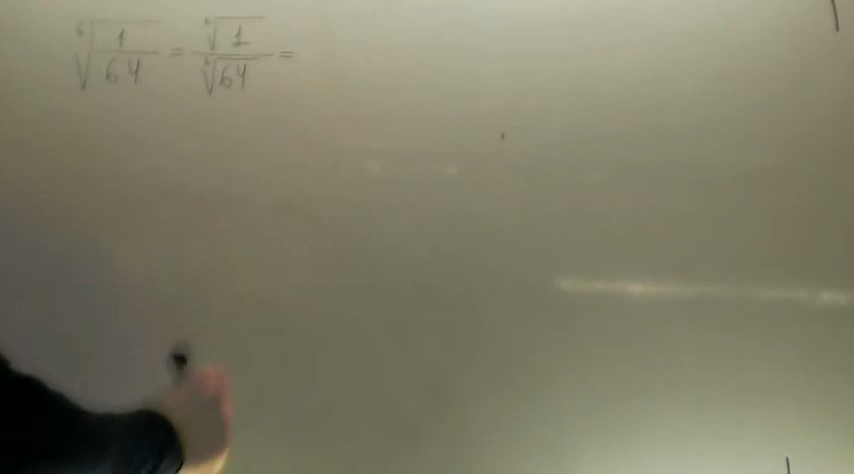 ⁶√(1/64) = ⁶√1 / ⁶√64 =